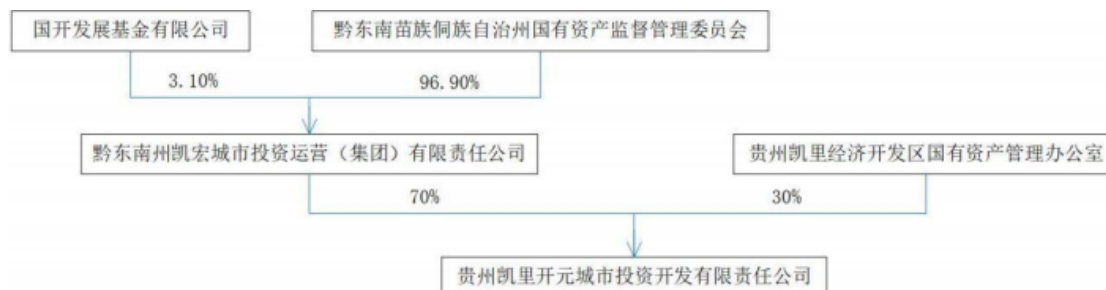 国开发展基金有限公司
黔东南苗族侗族自治州国有资产监督管理委员会
3.10%
96.90%
黔东南州凯宏城市投资运营（集团）有限责任公司
贵州凯里经济开发区国有资产管理办公室
70%
30%
贵州凯里开元城市投资开发有限责任公司